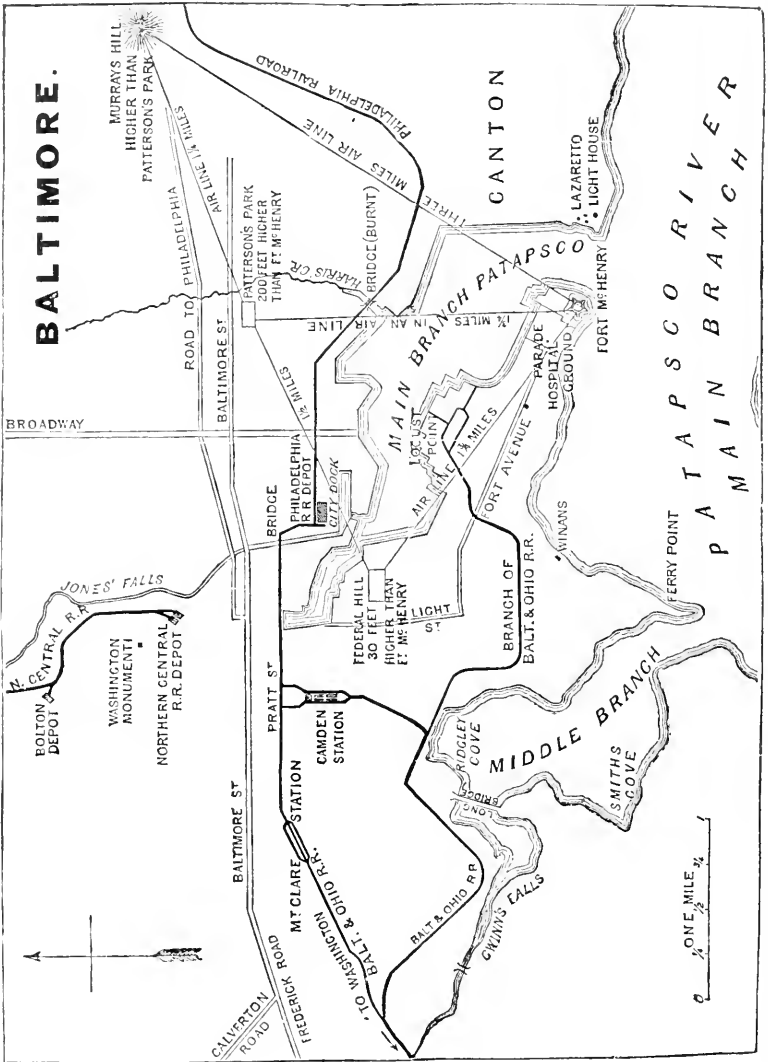 BALTIMORE.
MURRAYS HILL
HIGHER THAN
PATTERSON'S PARK
PHILADELPHIA RAILROAD
AIR LINE 1¼ MILES
ROAD TO PHILADELPHIA
THREE MILES AIR LINE
CANTON
LAZARETTO
LIGHT HOUSE
PATTERSON'S PARK
200 FEET HIGHER
THAN Ft McHENRY
HARRIS' CR.
BRIDGE (BURNT)
BALTIMORE ST
BROADWAY
1¾ MILES IN AN AIR LINE
MAIN BRANCH PATAPSCO
FORT McHENRY
PARADE
HOSPITAL
GROUND
PATAPSCO RIVER
MAIN BRANCH
1½ MILES
PHILADELPHIA
R.R. DEPOT
CITY DOCK
BRIDGE
LOCUST
POINT
AIR LINE 1¾ MILES
FORT AVENUE
JONES' FALLS
N. CENTRAL R.R
BOLTON
DEPOT
WASHINGTON
MONUMENT
NORTHERN CENTRAL
R.R. DEPOT
FEDERAL HILL
30 FEET
HIGHER THAN
Ft McHENRY
LIGHT
ST
BRANCH OF
BALT. & OHIO R.R.
WINANS
FERRY POINT
PRATT ST
CAMDEN
STATION
BALTIMORE ST
Mt CLARE STATION
BALT. & OHIO R.R.
TO WASHINGTON
BALT & OHIO RR
RIDGLEY
COVE
MIDDLE BRANCH
SMITHS
COVE
LONG
BRIDGE
GWINN'S FALLS
CALVERTON
ROAD
FREDERICK ROAD
ONE MILE
0 ¼ ½ ¾ 1